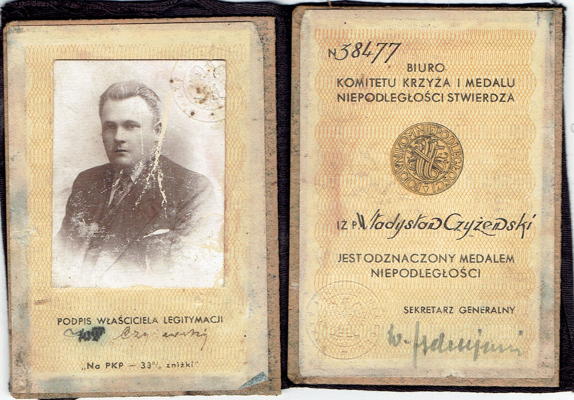 PODPIS WŁAŚCICIELA LEGITYMACJI
„Na PKP — 33% zniżki"
N 38477
BIURO
KOMITETU KRZYŻA I MEDALU
NIEPODLEGŁOŚCI STWIERDZA
IŻ P. Władysław Czyżewski
JEST ODZNACZONY MEDALEM
NIEPODLEGŁOŚCI
SEKRETARZ GENERALNY